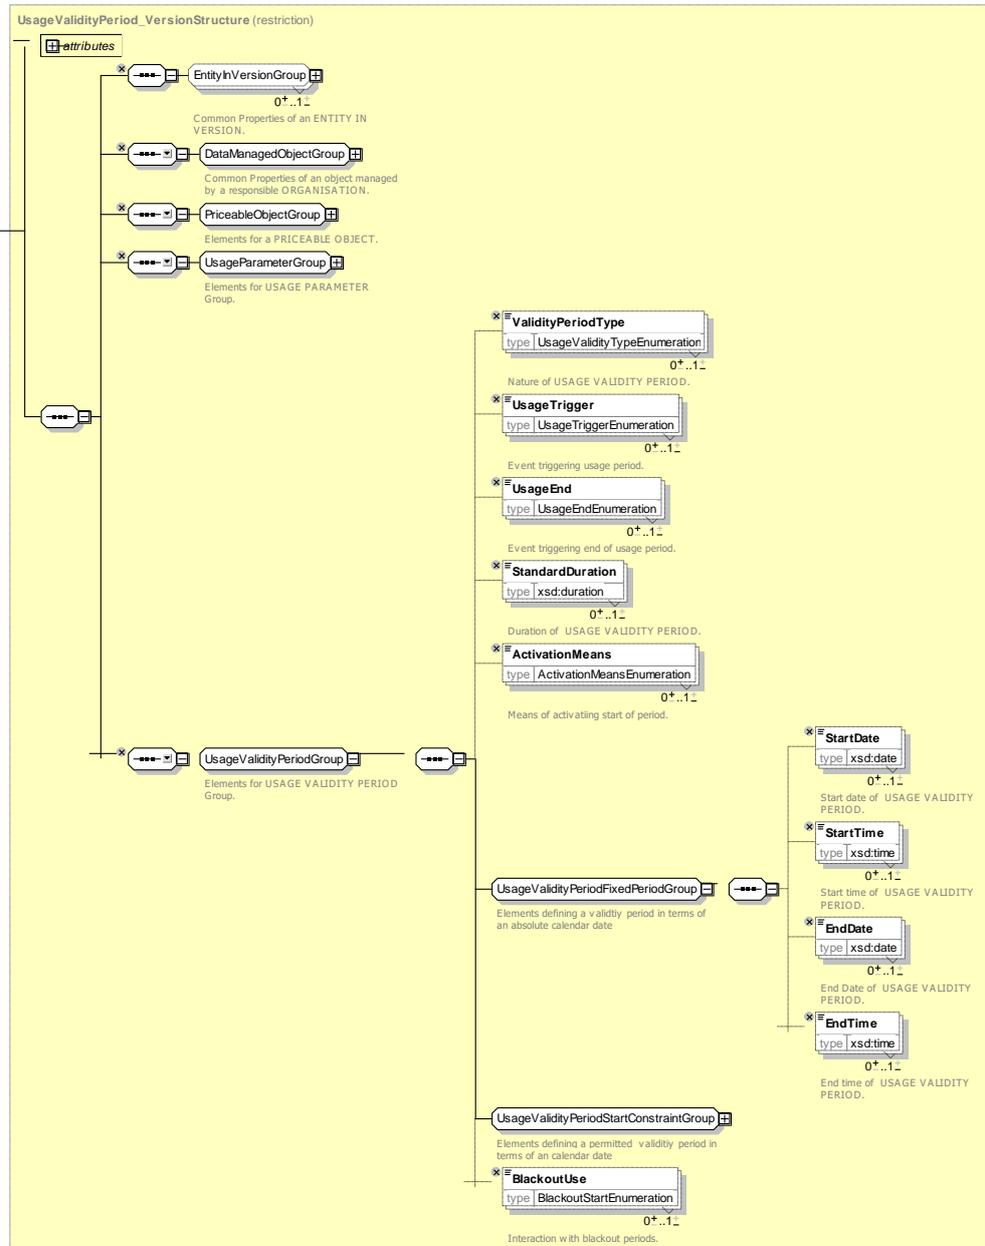 UsageValidityPeriod_VersionStructure (restriction)
attributes
EntityInVersionGroup
0..1
Common Properties of an ENTITY IN
VERSION.
DataManagedObjectGroup
Common Properties of an object managed
by a responsible ORGANISATION.
PriceableObjectGroup
Elements for a PRICEABLE OBJECT.
UsageParameterGroup
Elements for USAGE PARAMETER
Group.
ValidityPeriodType
type UsageValidityTypeEnumeration
0..1
Nature of USAGE VALIDITY PERIOD.
UsageTrigger
type UsageTriggerEnumeration
0..1
Event triggering usage period.
UsageEnd
type UsageEndEnumeration
0..1
Event triggering end of usage period.
StandardDuration
type xsd:duration
0..1
Duration of USAGE VALIDITY PERIOD.
ActivationMeans
type ActivationMeansEnumeration
0..1
Means of activatiing start of period.
UsageValidityPeriodGroup
Elements for USAGE VALIDITY PERIOD
Group.
StartDate
type xsd:date
0..1
Start date of USAGE VALIDITY
PERIOD.
StartTime
type xsd:time
0..1
Start time of USAGE VALIDITY
PERIOD.
UsageValidityPeriodFixedPeriodGroup
Elements defining a validtiy period in terms of
an absolute calendar date
EndDate
type xsd:date
0..1
End Date of USAGE VALIDITY
PERIOD.
EndTime
type xsd:time
0..1
End time of USAGE VALIDITY
PERIOD.
UsageValidityPeriodStartConstraintGroup
Elements defining a permitted validitiy period in
terms of an calendar date
BlackoutUse
type BlackoutStartEnumeration
0..1
Interaction with blackout periods.